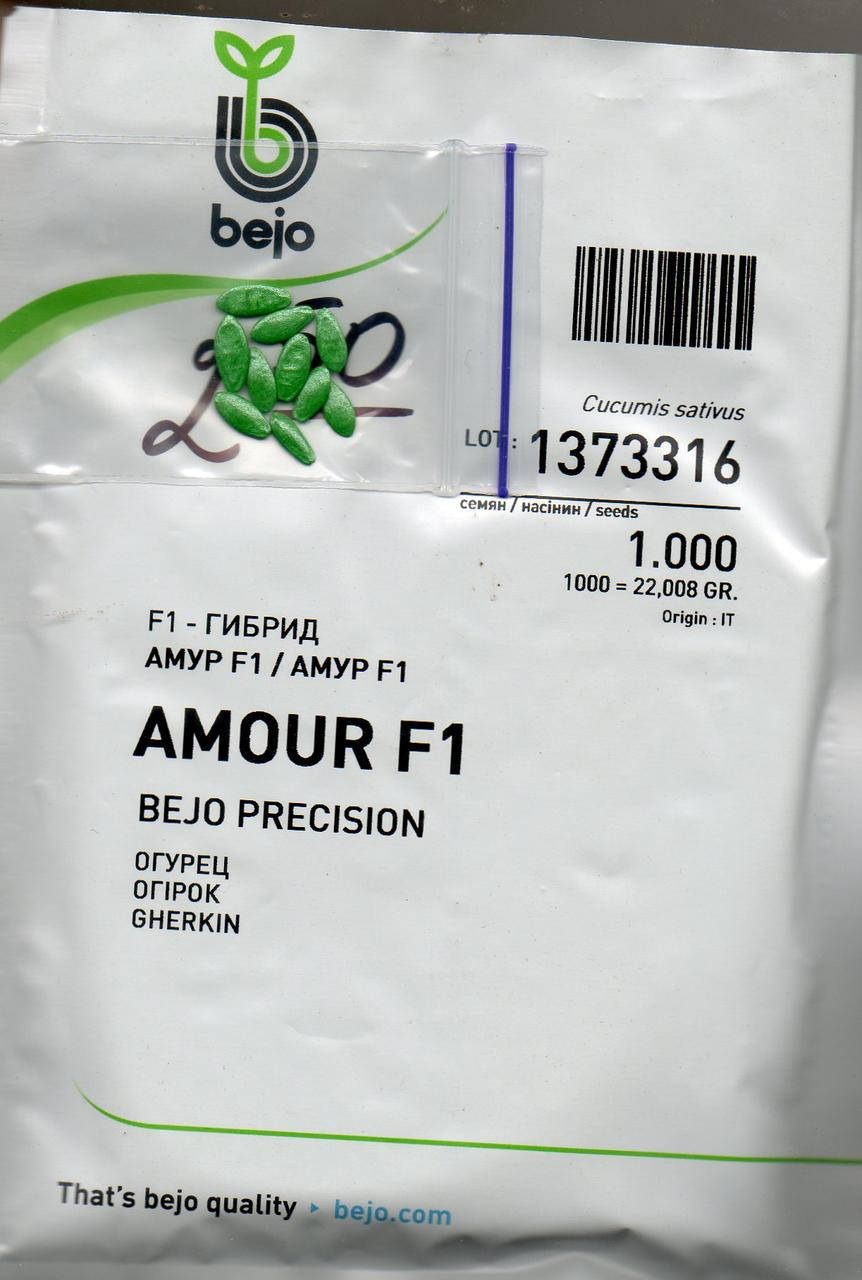 bejo
Cucumis sativus
LOT : 1373316
семян / насінин / seeds
1.000
1000 = 22,008 GR.
Origin : IT
F1 - ГИБРИД
АМУР F1 / АМУР F1
AMOUR F1
BEJO PRECISION
ОГУРЕЦ
ОГІРОК
GHERKIN
That's bejo quality ▸ bejo.com